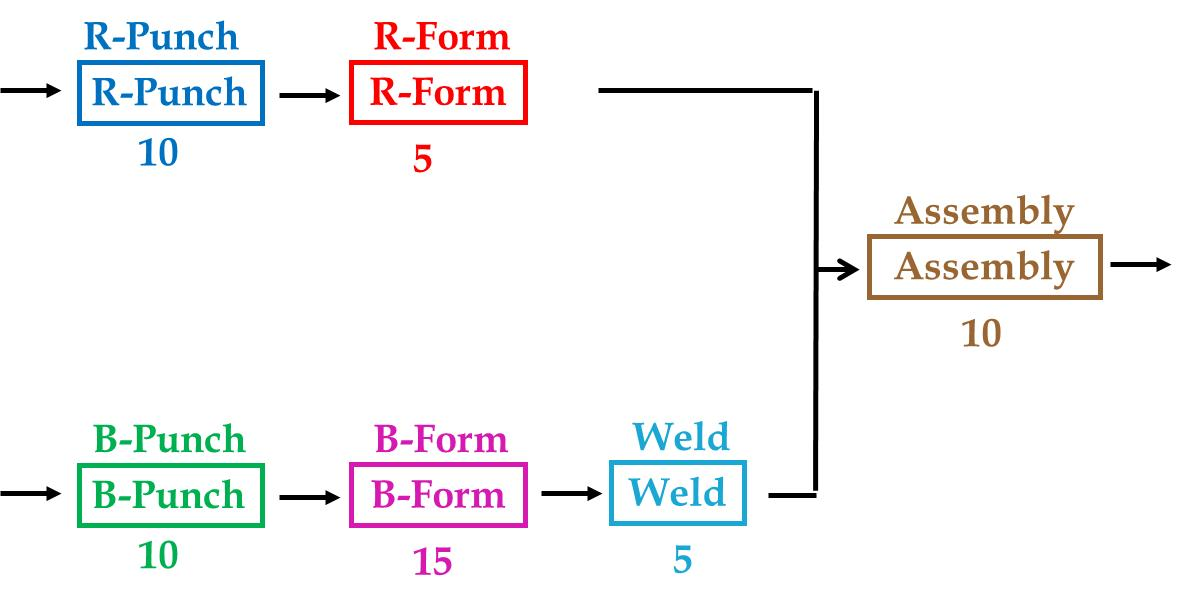 R-Punch
R-Punch
10
R-Form
R-Form
5
Assembly
Assembly
10
B-Punch
B-Punch
10
B-Form
B-Form
15
Weld
Weld
5